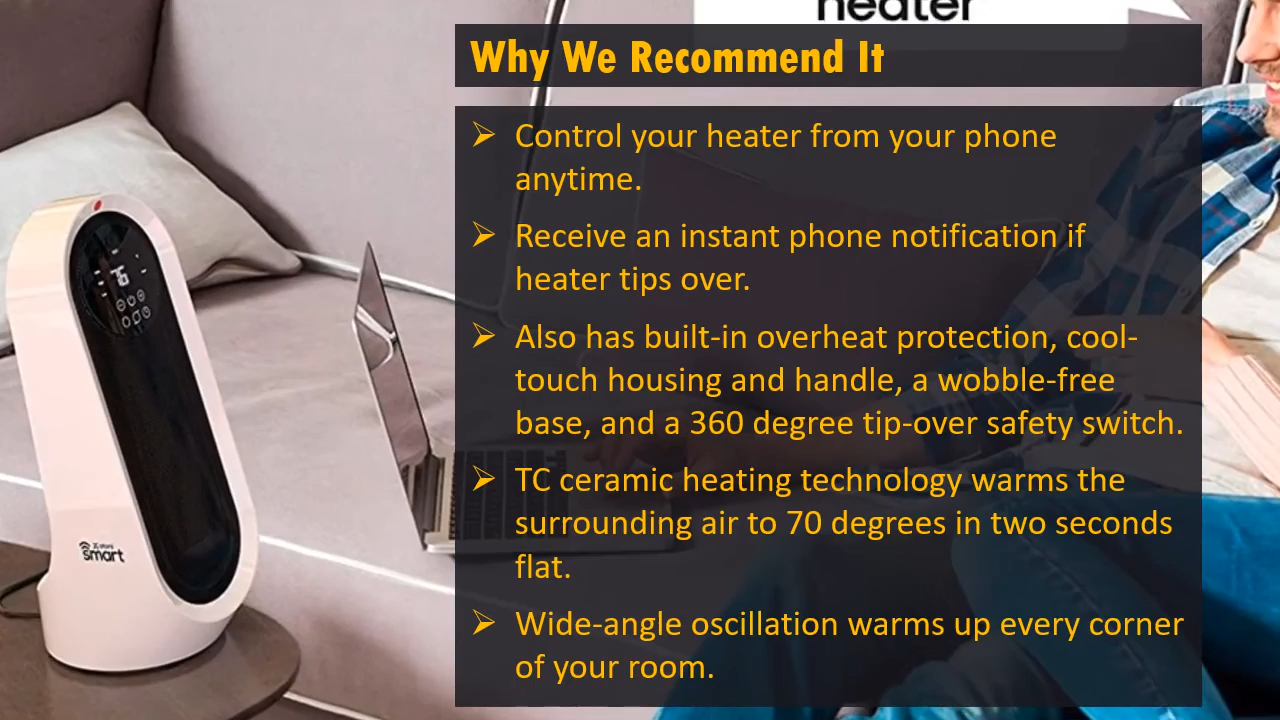 heater
Why We Recommend It
➢ Control your heater from your phone
anytime.
➢ Receive an instant phone notification if
heater tips over.
➢ Also has built-in overheat protection, cool-
touch housing and handle, a wobble-free
base, and a 360 degree tip-over safety switch.
➢ TC ceramic heating technology warms the
surrounding air to 70 degrees in two seconds
flat.
➢ Wide-angle oscillation warms up every corner
of your room.
smart